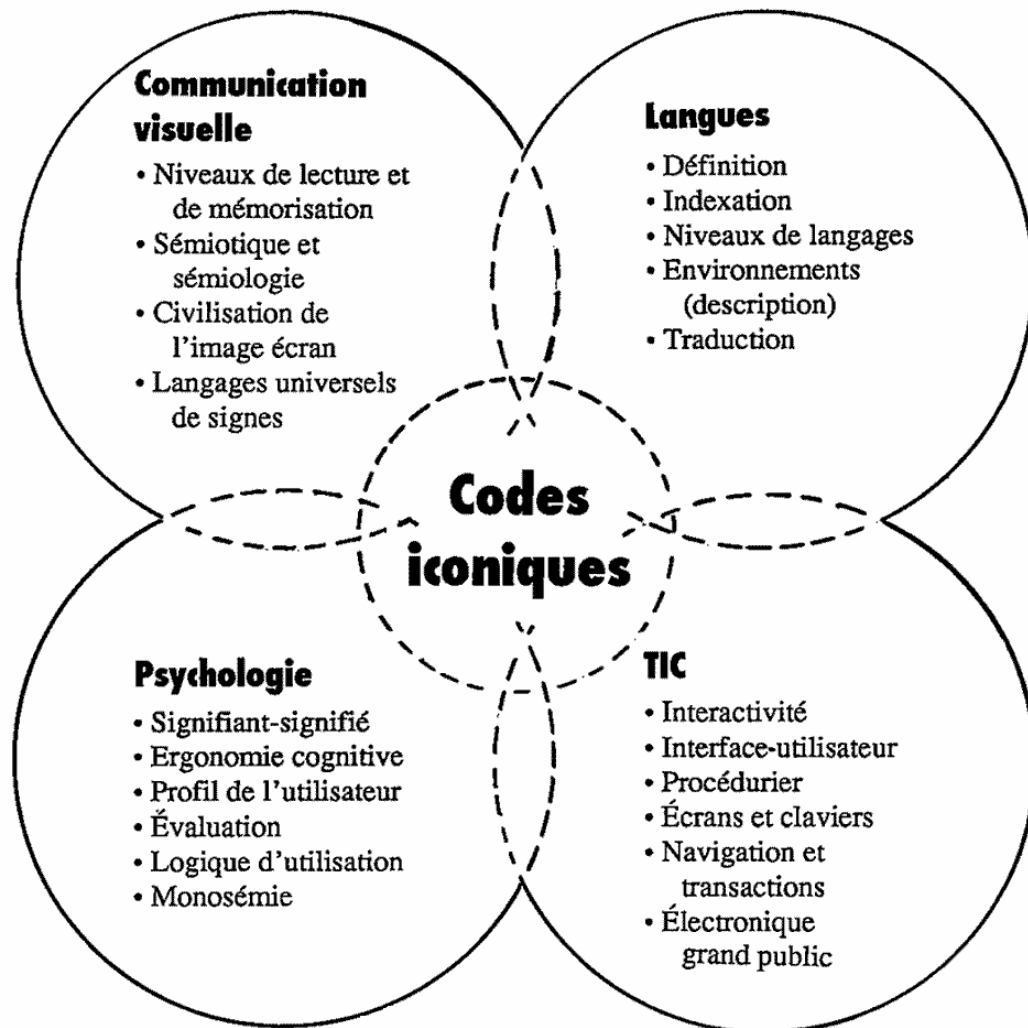 Communication
visuelle
• Niveaux de lecture et
de mémorisation
• Sémiotique et
sémiologie
• Civilisation de
l'image écran
• Langages universels
de signes
Langues
• Définition
• Indexation
• Niveaux de langages
• Environnements
(description)
• Traduction
Codes
iconiques
Psychologie
• Signifiant-signifié
• Ergonomie cognitive
• Profil de l'utilisateur
• Évaluation
• Logique d'utilisation
• Monosémie
TIC
• Interactivité
• Interface-utilisateur
• Procédurier
• Écrans et claviers
• Navigation et
transactions
• Électronique
grand public